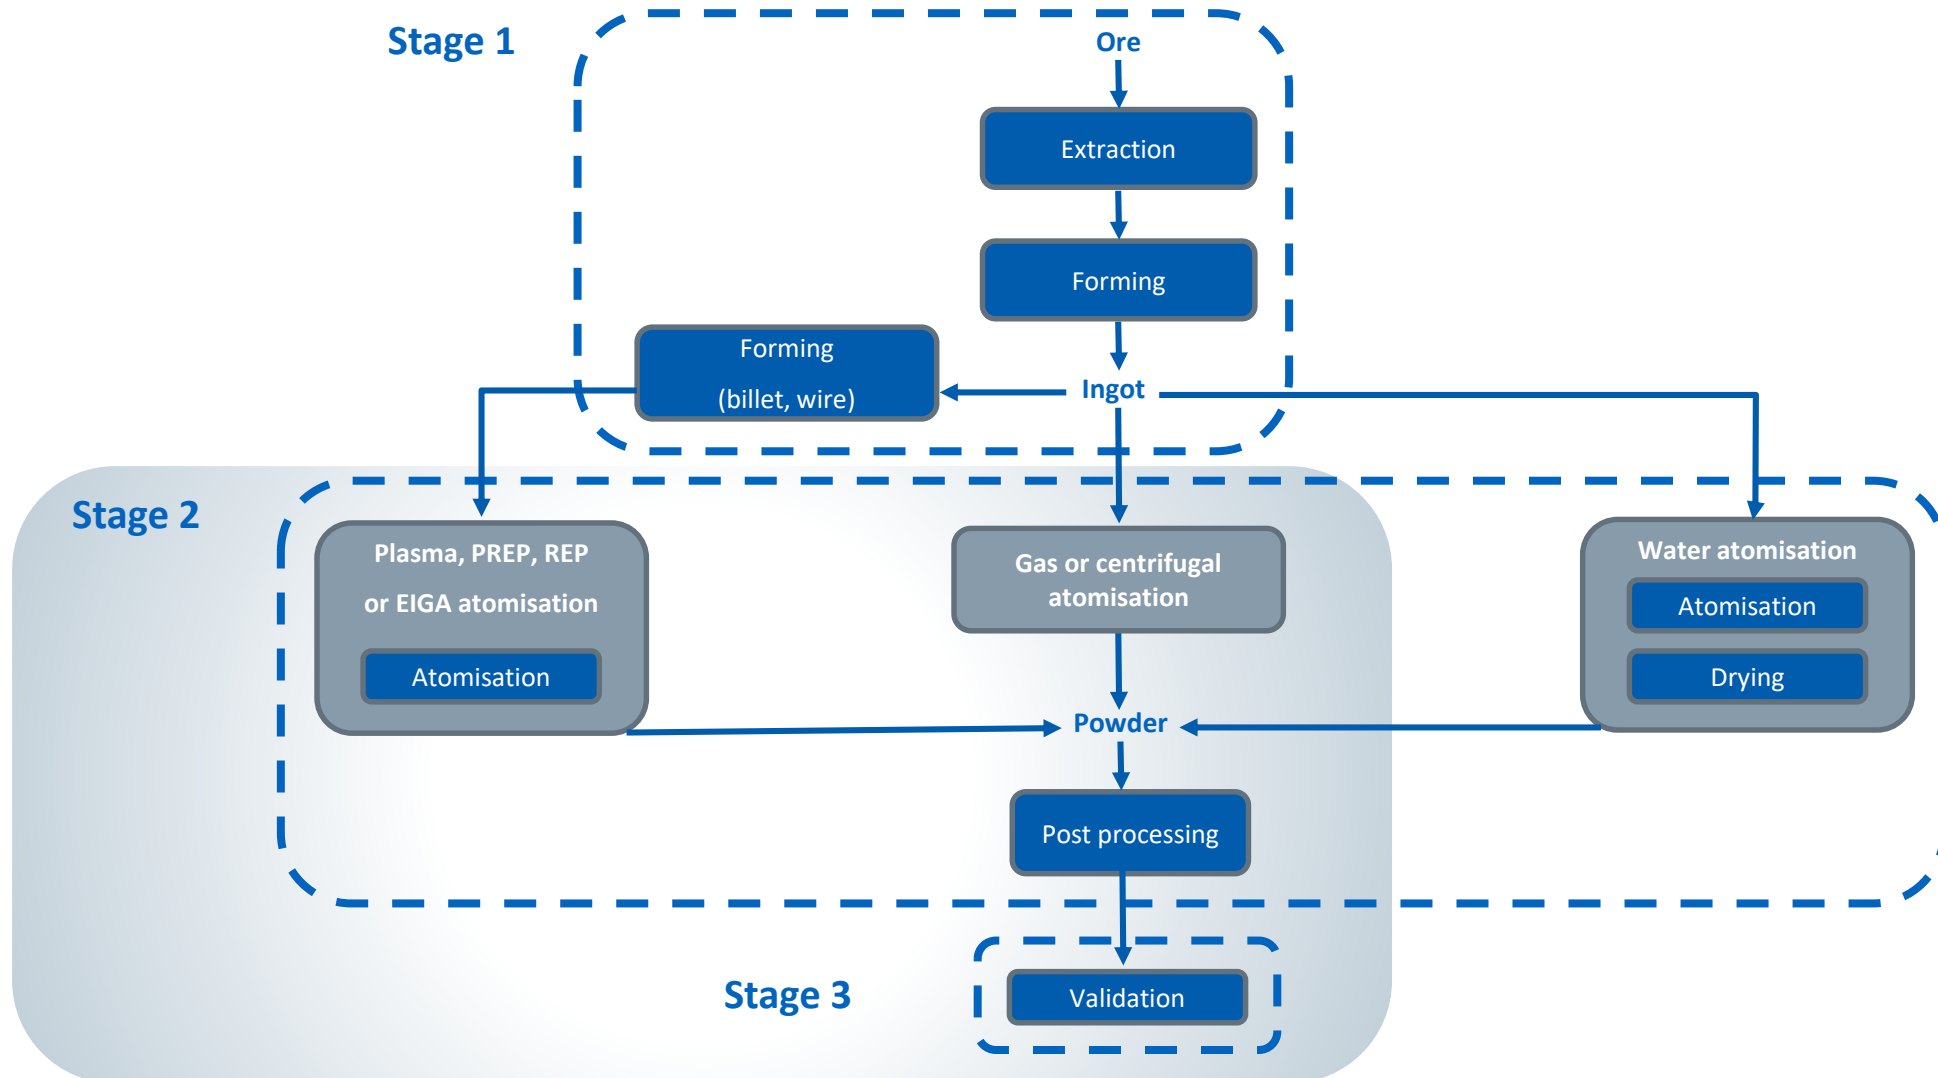 Stage 1
Ore
Extraction
Forming
Forming
(billet, wire)
Ingot
Stage 2
Plasma, PREP, REP
or EIGA atomisation
Atomisation
Gas or centrifugal
atomisation
Water atomisation
Atomisation
Drying
Powder
Post processing
Stage 3
Validation